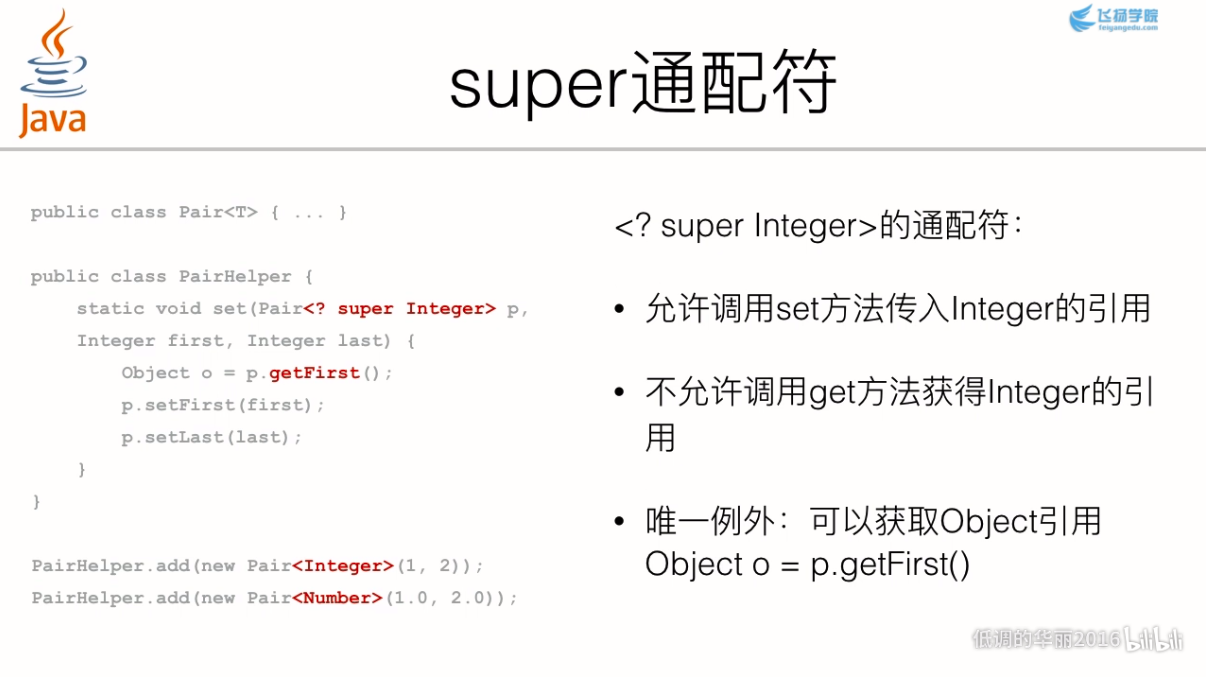 Java
飞扬学院
feiyangedu.com
super通配符
public class Pair<T> { ... }
public class PairHelper {
static void set(Pair<? super Integer> p,
Integer first, Integer last) {
Object o = p.getFirst();
p.setFirst(first);
p.setLast(last);
}
}
PairHelper.add(new Pair<Integer>(1, 2));
PairHelper.add(new Pair<Number>(1.0, 2.0));
<? super Integer>的通配符：
• 允许调用set方法传入Integer的引用
• 不允许调用get方法获得Integer的引
用
• 唯一例外：可以获取Object引用
Object o = p.getFirst()
低调的华丽2016 bilibili